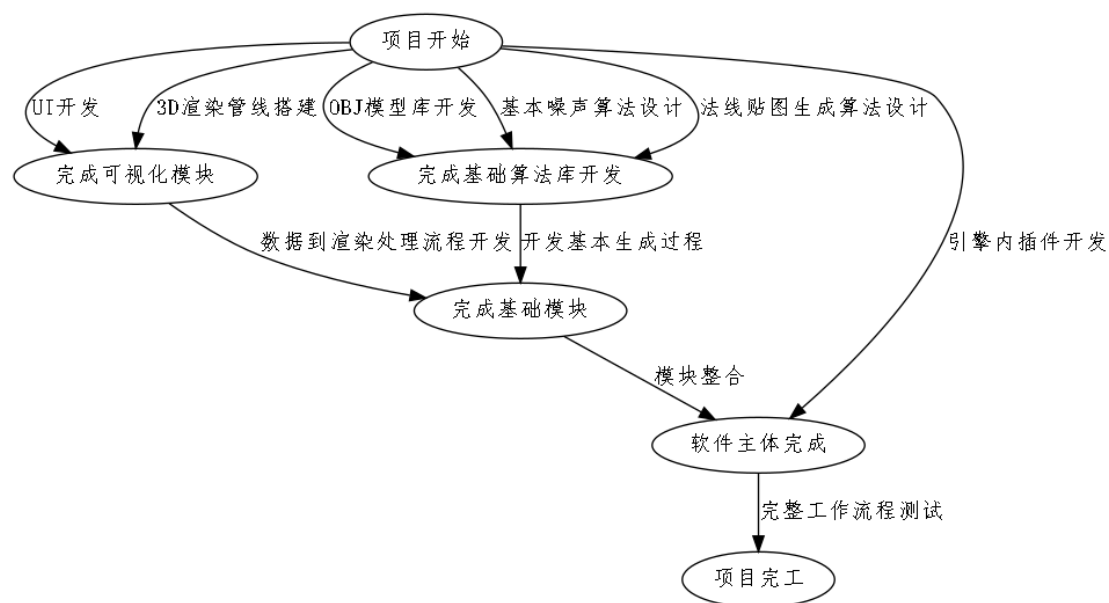 项目开始
UI开发
3D渲染管线搭建
OBJ模型库开发
基本噪声算法设计
法线贴图生成算法设计
完成可视化模块
完成基础算法库开发
数据到渲染处理流程开发
开发基本生成过程
引擎内插件开发
完成基础模块
模块整合
软件主体完成
完整工作流程测试
项目完工